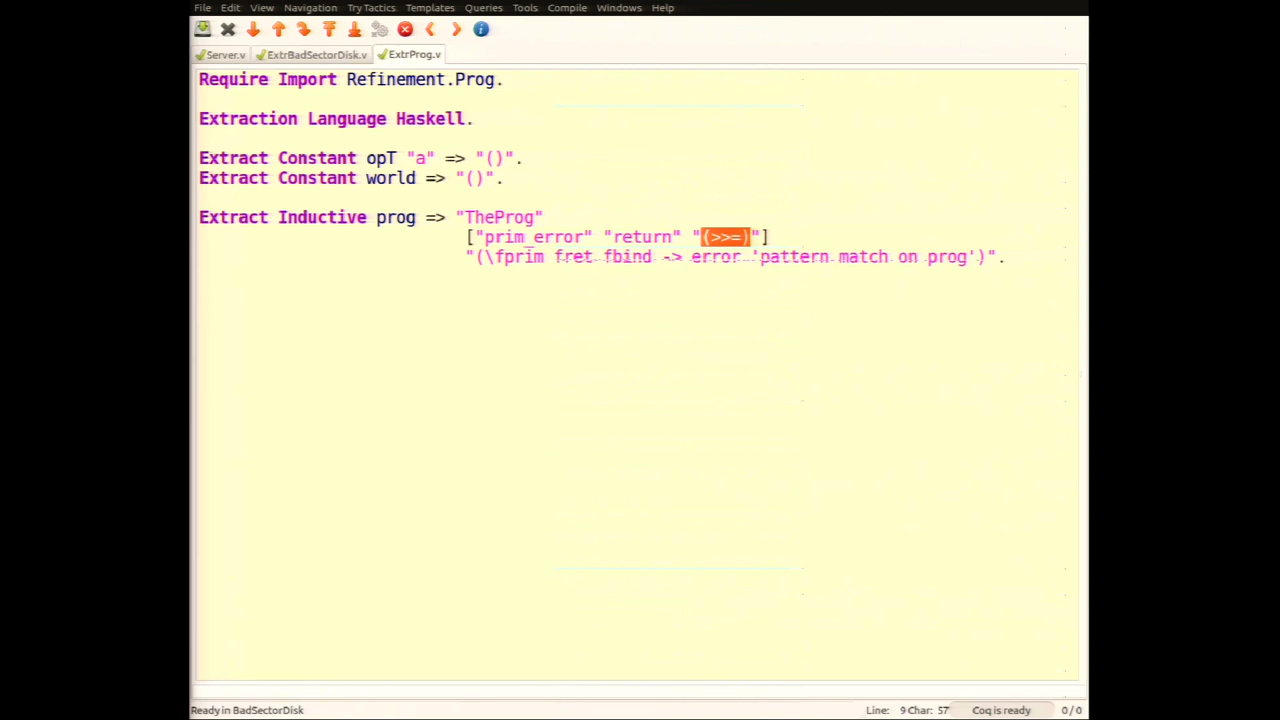 File Edit View Navigation Try Tactics Templates Queries Tools Compile Windows Help
Server.v ExtrBadSectorDisk.v ExtrProg.v
Require Import Refinement.Prog.
Extraction Language Haskell.
Extract Constant opT "a" => "()".
Extract Constant world => "()".
Extract Inductive prog => "TheProg"
["prim_error" "return" "(>>=)"]
"(\fprim fret fbind -> error 'pattern match on prog')".
Ready in BadSectorDisk Line: 9 Char: 57 Coq is ready 0 / 0